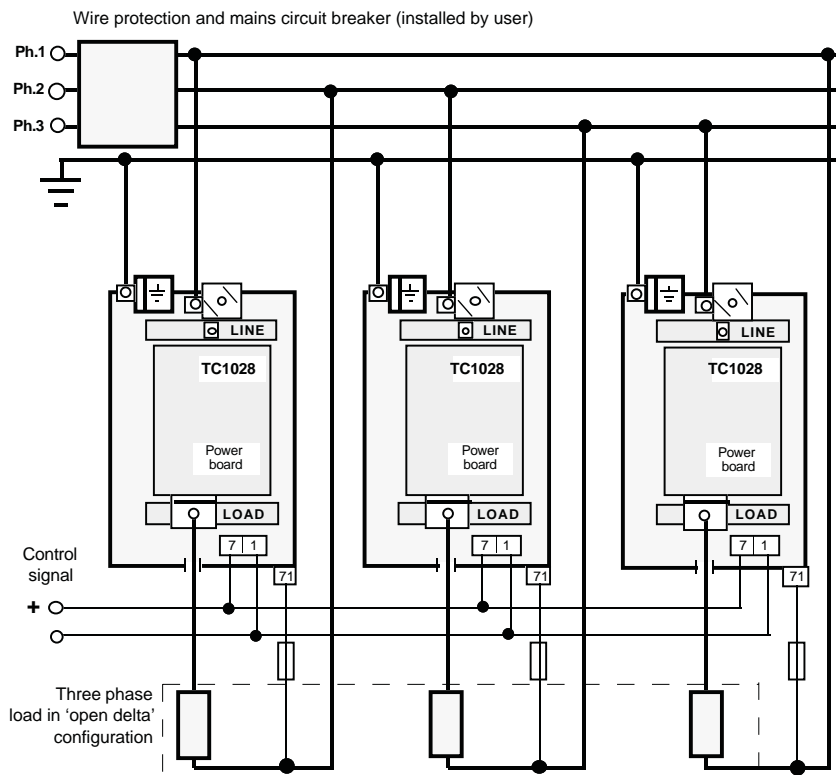 Wire protection and mains circuit breaker (installed by user)
Ph.1
Ph.2
Ph.3
LINE
LINE
LINE
TC1028
TC1028
TC1028
Power
board
Power
board
Power
board
LOAD
LOAD
LOAD
7 1
7 1
7 1
71
71
71
Control
signal
+
Three phase
load in ‘open delta’
configuration